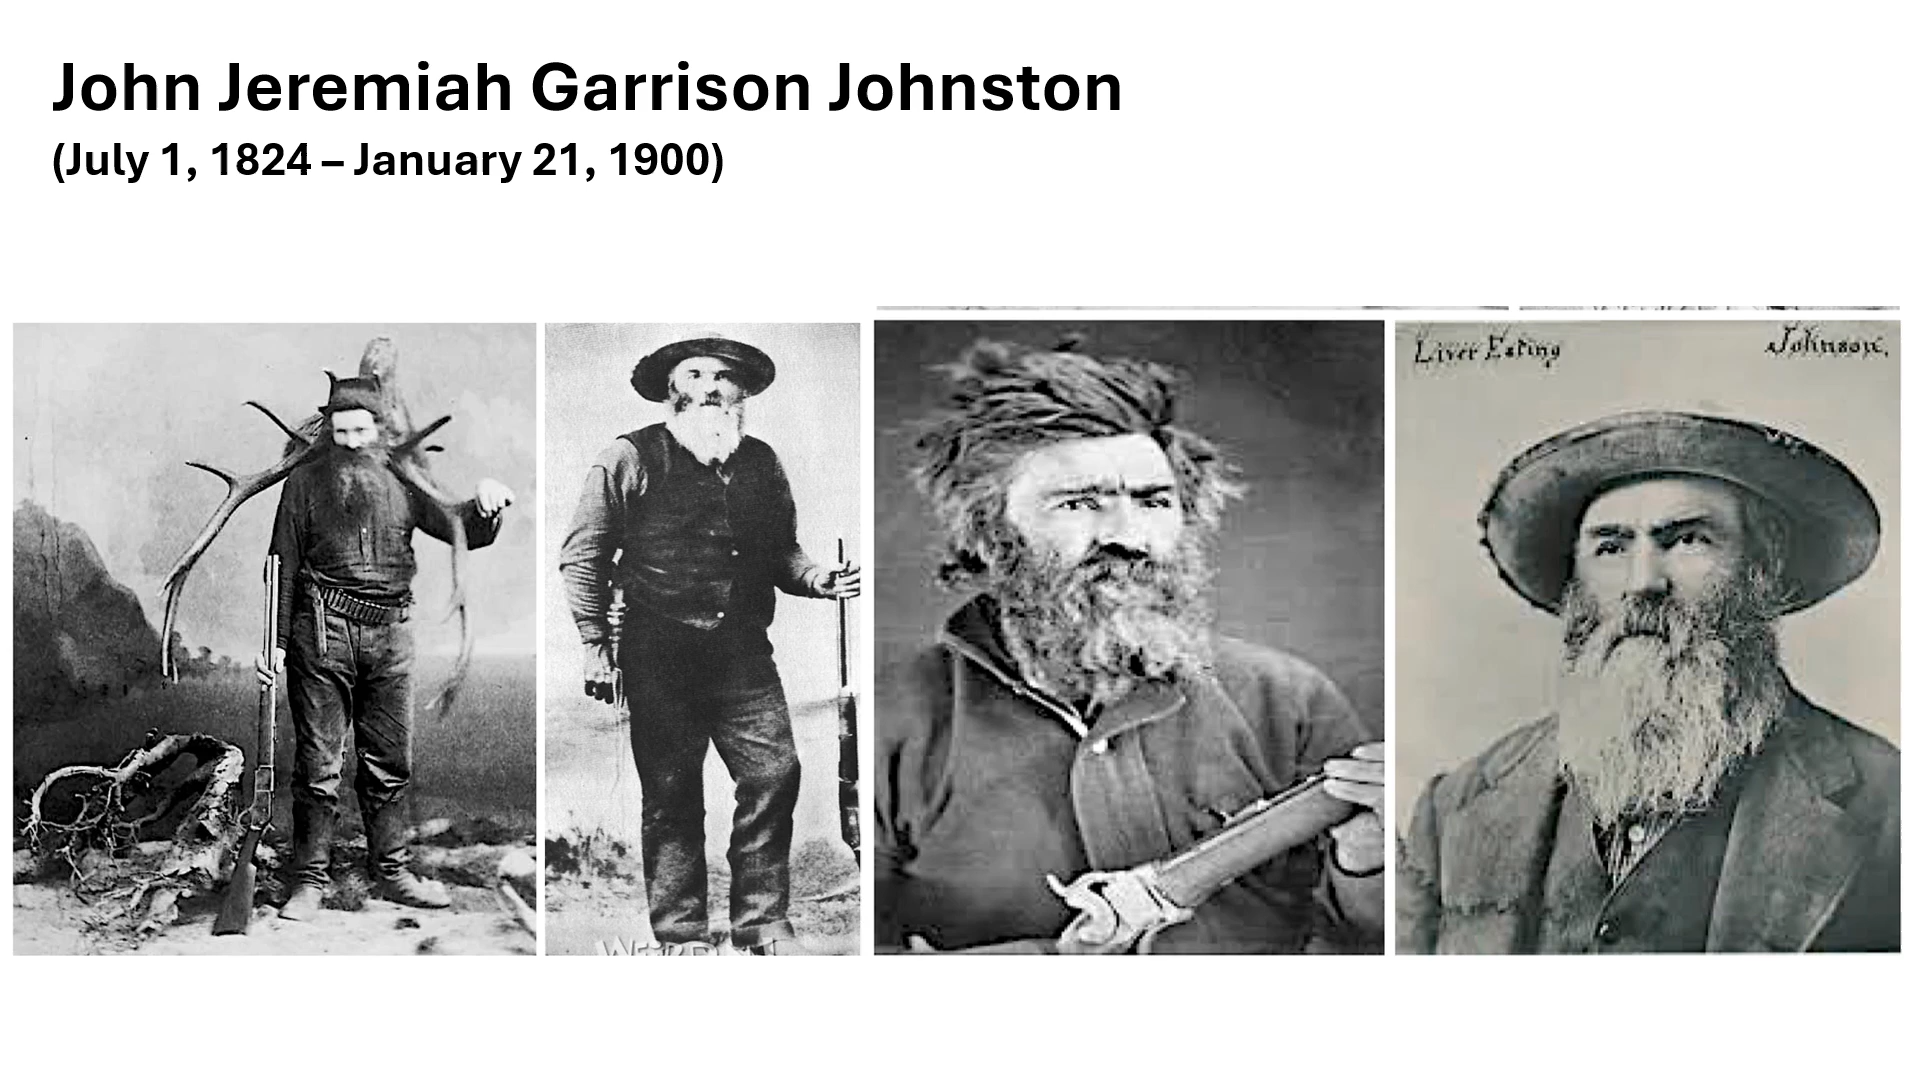 John Jeremiah Garrison Johnston
(July 1, 1824 – January 21, 1900)
Liver Eating Johnson.